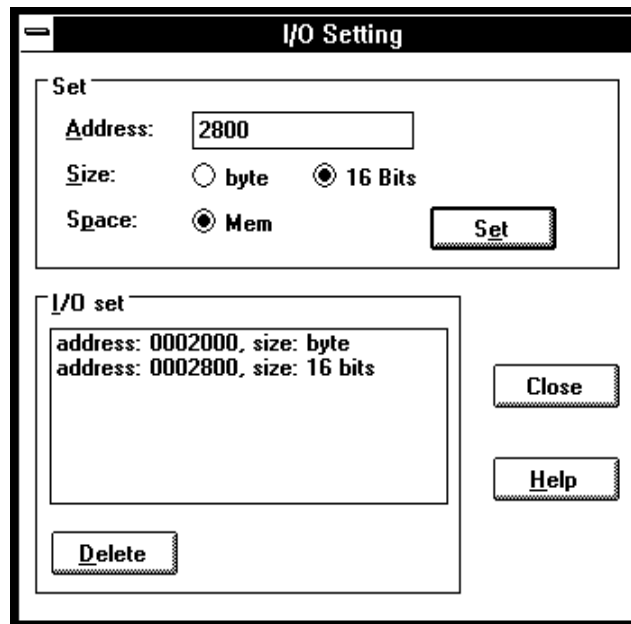 I/O Setting
Set
Address: 2800
Size: byte 16 Bits
Space: Mem Set
I/O set
address: 0002000, size: byte
address: 0002800, size: 16 bits
Close
Help
Delete